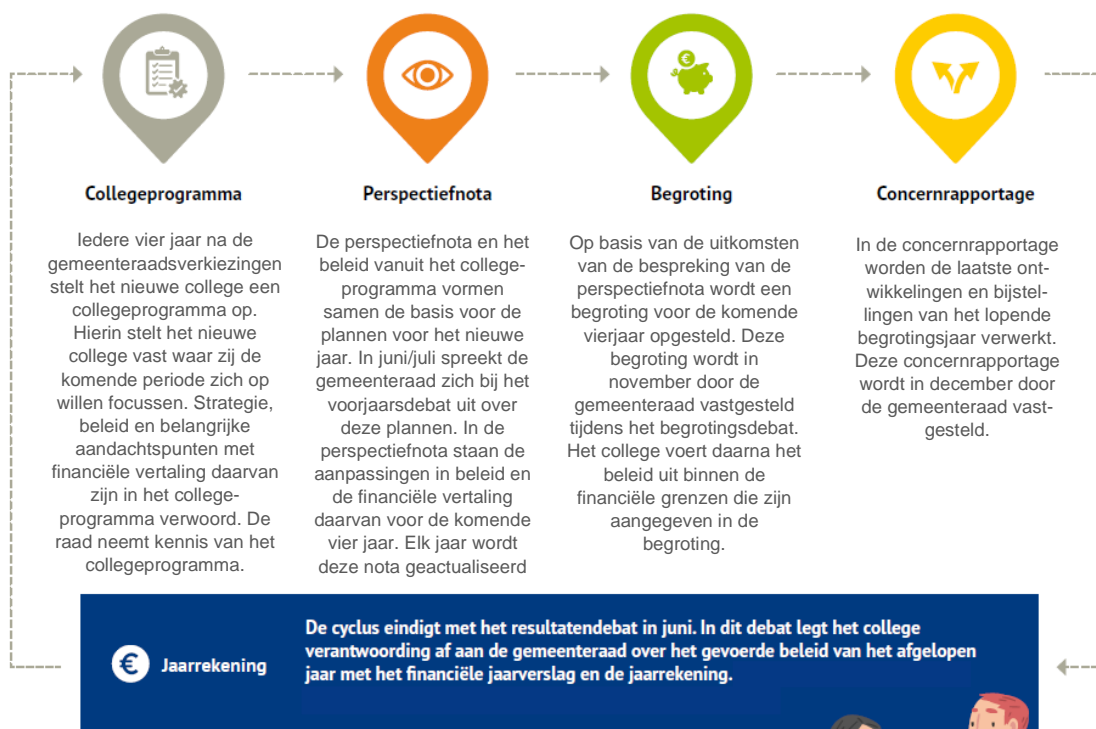 Collegeprogramma
Iedere vier jaar na de
gemeenteraadsverkiezingen
stelt het nieuwe college een
collegeprogramma op.
Hierin stelt het nieuwe
college vast waar zij de
komende periode zich op
willen focussen. Strategie,
beleid en belangrijke
aandachtspunten met
financiële vertaling daarvan
zijn in het college-
programma verwoord. De
raad neemt kennis van het
collegeprogramma.
Perspectiefnota
De perspectiefnota en het
beleid vanuit het college-
programma vormen
samen de basis voor de
plannen voor het nieuwe
jaar. In juni/juli spreekt de
gemeenteraad zich bij het
voorjaarsdebat uit over
deze plannen. In de
perspectiefnota staan de
aanpassingen in beleid en
de financiële vertaling
daarvan voor de komende
vier jaar. Elk jaar wordt
deze nota geactualiseerd
Begroting
Op basis van de uitkomsten
van de bespreking van de
perspectiefnota wordt een
begroting voor de komende
vierjaar opgesteld. Deze
begroting wordt in
november door de
gemeenteraad vastgesteld
tijdens het begrotingsdebat.
Het college voert daarna het
beleid uit binnen de
financiële grenzen die zijn
aangegeven in de
begroting.
Concernrapportage
In de concernrapportage
worden de laatste ont-
wikkelingen en bijstel-
lingen van het lopende
begrotingsjaar verwerkt.
Deze concernrapportage
wordt in december door
de gemeenteraad vast-
gesteld.
€ Jaarrekening
De cyclus eindigt met het resultatendebat in juni. In dit debat legt het college
verantwoording af aan de gemeenteraad over het gevoerde beleid van het afgelopen
jaar met het financiële jaarverslag en de jaarrekening.